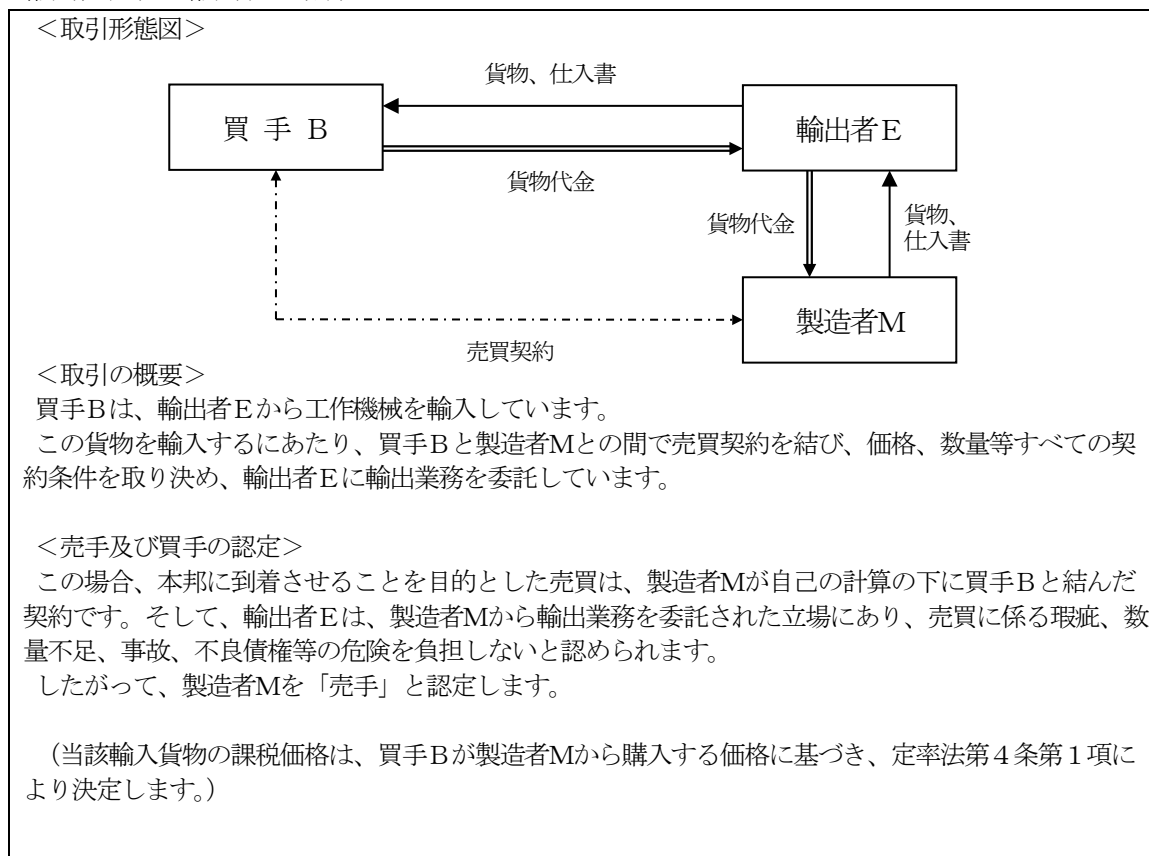 ＜取引形態図＞
貨物、仕入書
買 手 Ｂ
輸出者Ｅ
貨物代金
貨物代金
貨物、
仕入書
製造者Ｍ
売買契約
＜取引の概要＞
買手Ｂは、輸出者Ｅから工作機械を輸入しています。
この貨物を輸入するにあたり、買手Ｂと製造者Ｍとの間で売買契約を結び、価格、数量等すべての契
約条件を取り決め、輸出者Ｅに輸出業務を委託しています。
＜売手及び買手の認定＞
この場合、本邦に到着させることを目的とした売買は、製造者Ｍが自己の計算の下に買手Ｂと結んだ
契約です。そして、輸出者Ｅは、製造者Ｍから輸出業務を委託された立場にあり、売買に係る瑕疵、数
量不足、事故、不良債権等の危険を負担しないと認められます。
したがって、製造者Ｍを「売手」と認定します。
（当該輸入貨物の課税価格は、買手Ｂが製造者Ｍから購入する価格に基づき、定率法第４条第１項に
より決定します。）